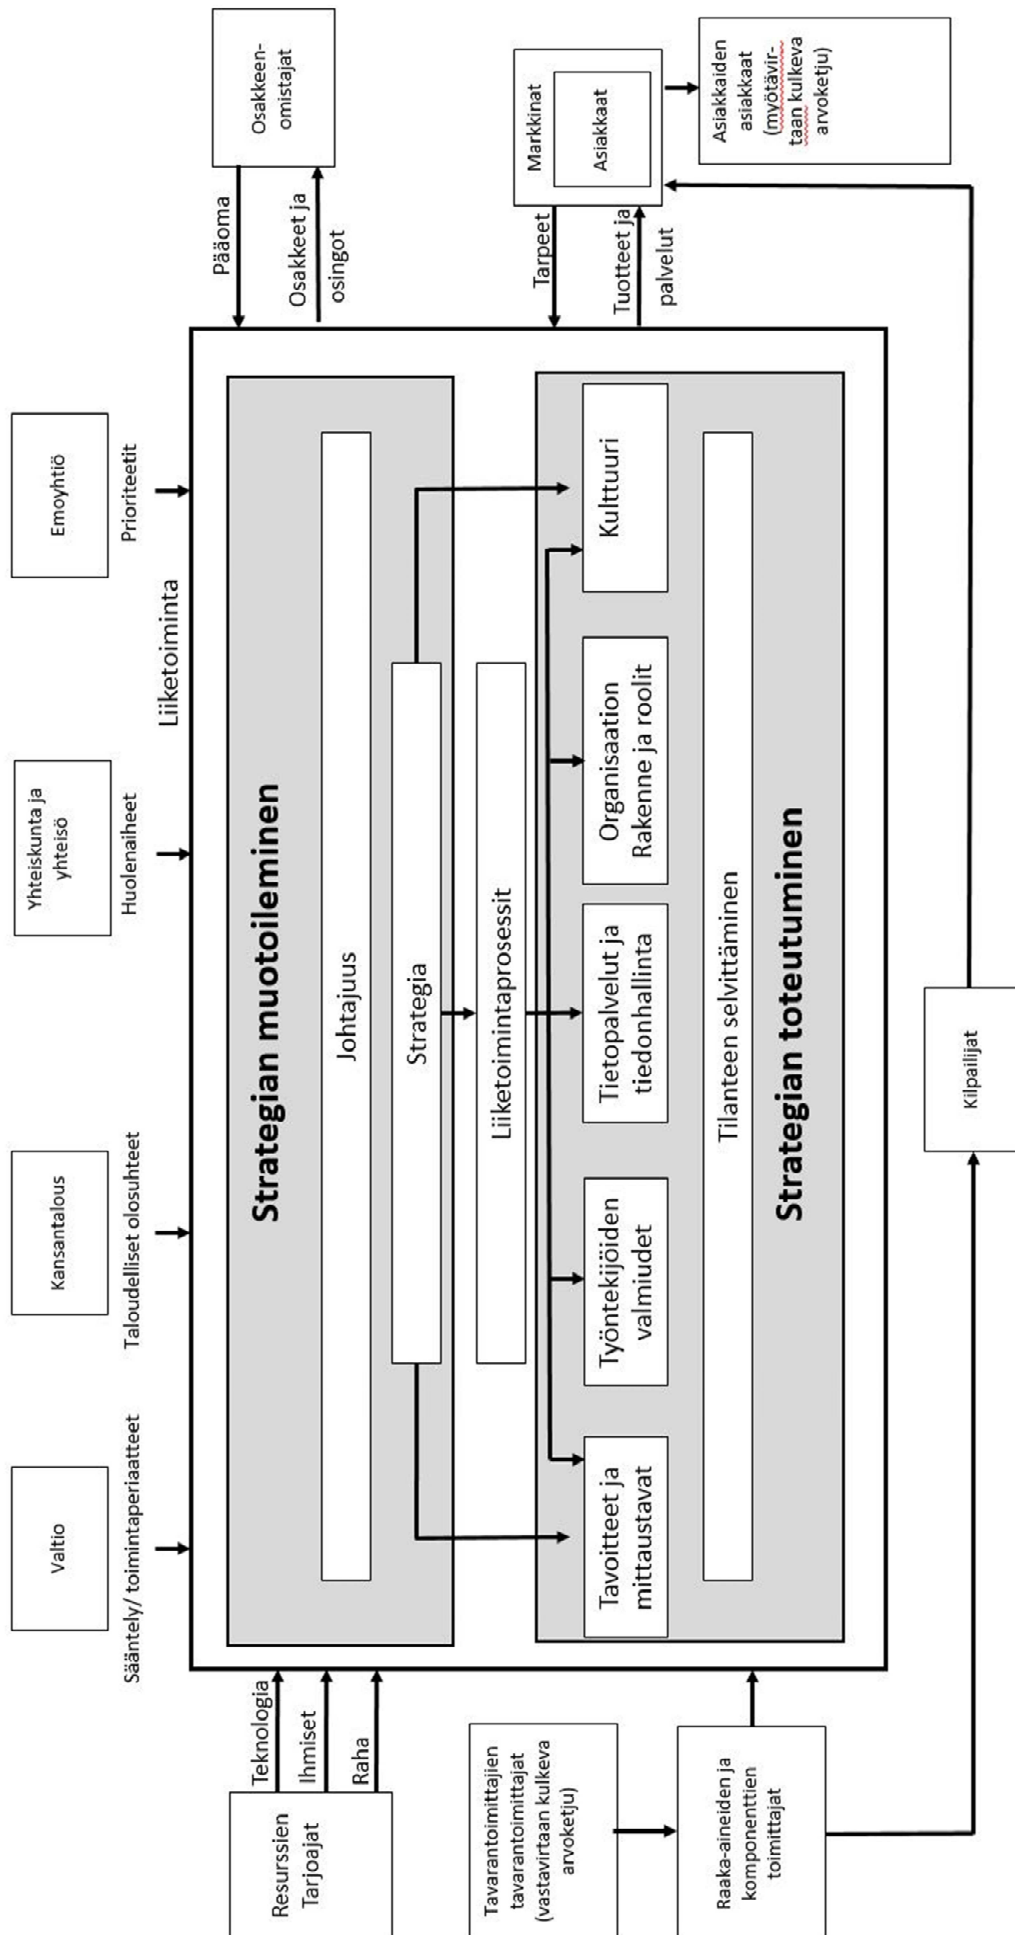 Valtio
Sääntely/ toimintaperiaatteet
Kansantalous
Taloudelliset olosuhteet
Yhteiskunta ja
yhteisö
Huolenaiheet
Emoyhtiö
Prioriteetit
Liiketoiminta
Resurssien
Tarjoajat
Teknologia
Ihmiset
Raha
Strategian muotoileminen
Johtajuus
Strategia
Liiketoimintaprosessit
Pääoma
Osakkeet ja
osingot
Osakkeen-
omistajat
Tavarantoimittajien
tavarantoimittajat
(vastavirtaan kulkeva
arvoketju)
Raaka-aineiden ja
komponenttien
toimittajat
Tavoitteet ja
mittaustavat
Työntekijöiden
valmiudet
Tietopalvelut ja
tiedonhallinta
Organisaation
Rakenne ja roolit
Kulttuuri
Tilanteen selvittäminen
Strategian toteutuminen
Tarpeet
Tuotteet ja
palvelut
Markkinat
Asiakkaat
Asiakkaiden
asiakkaat
(myötävir-
taan kulkeva
arvoketju)
Kilpailijat